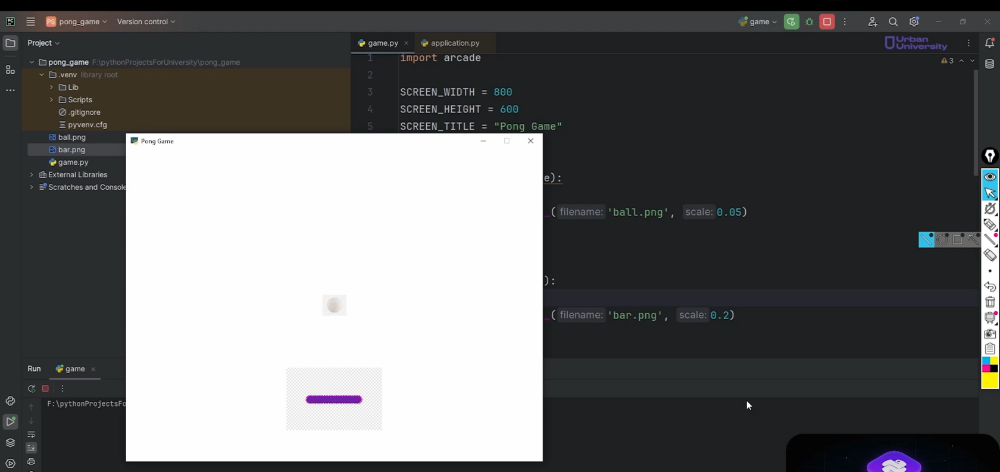 PC
PG pong_game
Version control
game
Project
game.py
application.py
Urban
University
pong_game F:\pythonProjectsForUniversity\pong_game
.venv library root
Lib
Scripts
.gitignore
pyvenv.cfg
ball.png
bar.png
game.py
External Libraries
Scratches and Console
1 import arcade
3
2
3 SCREEN_WIDTH = 800
4 SCREEN_HEIGHT = 600
5 SCREEN_TITLE = "Pong Game"
Pong Game
e):
_( filename: 'ball.png', scale: 0.05)
):
_( filename: 'bar.png', scale: 0.2)
Run
game
F:\pythonProjectsFo